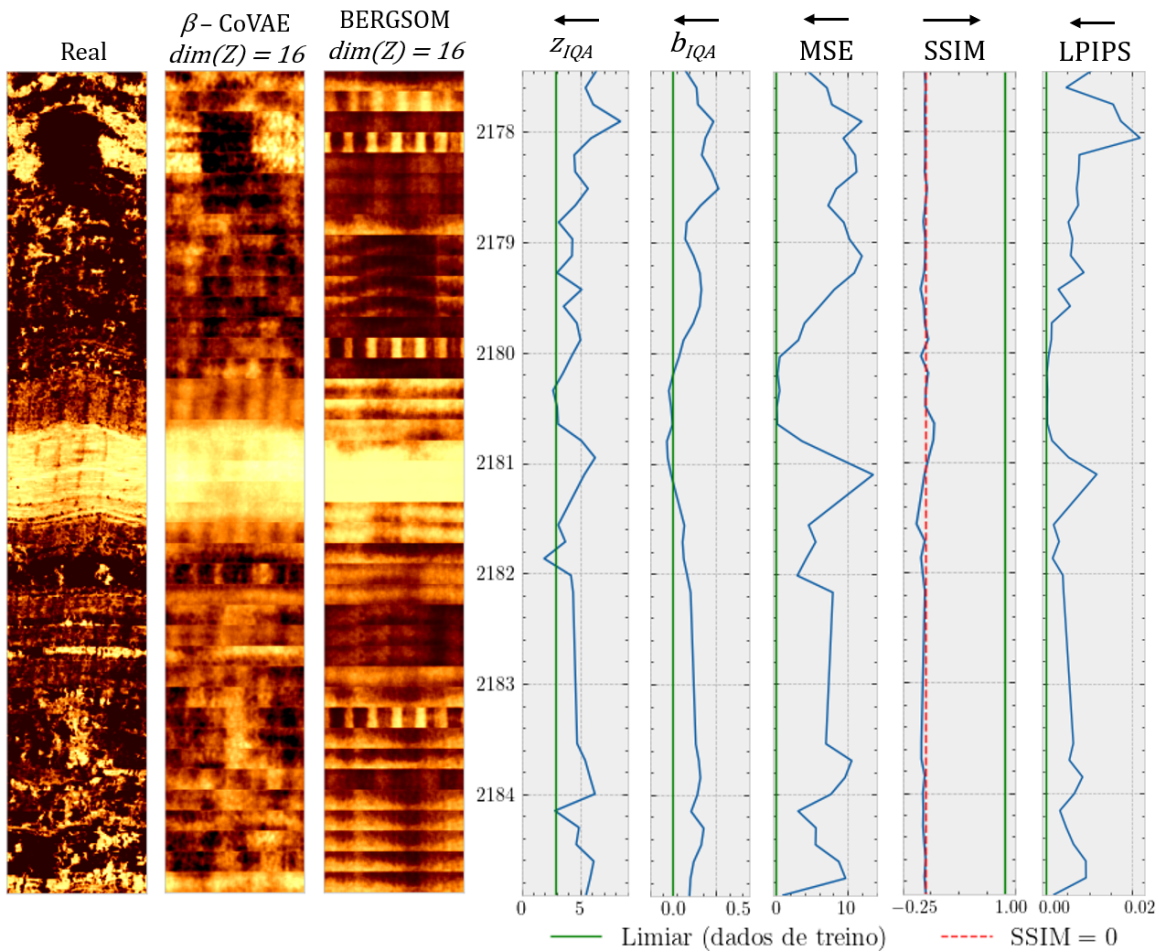 Real
β – CoVAE
dim(Z) = 16
BERGSOM
dim(Z) = 16
z_IQA
b_IQA
MSE
SSIM
LPIPS
2178
2179
2180
2181
2182
2183
2184
0 5
0.0 0.5
0 10
−0.25 1.00
0.00 0.02
Limiar (dados de treino) SSIM = 0